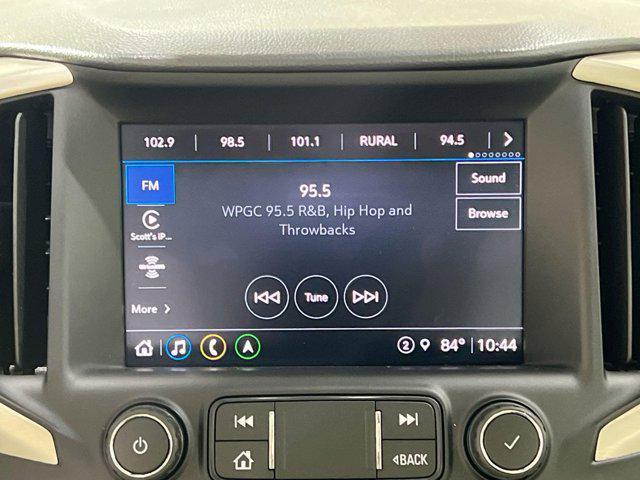 102.9 98.5 101.1 RURAL 94.5
FM
95.5
Sound
WPGC 95.5 R&B, Hip Hop and
Throwbacks
Browse
Scott's iP...
Tune
More
2 84° 10:44
BACK